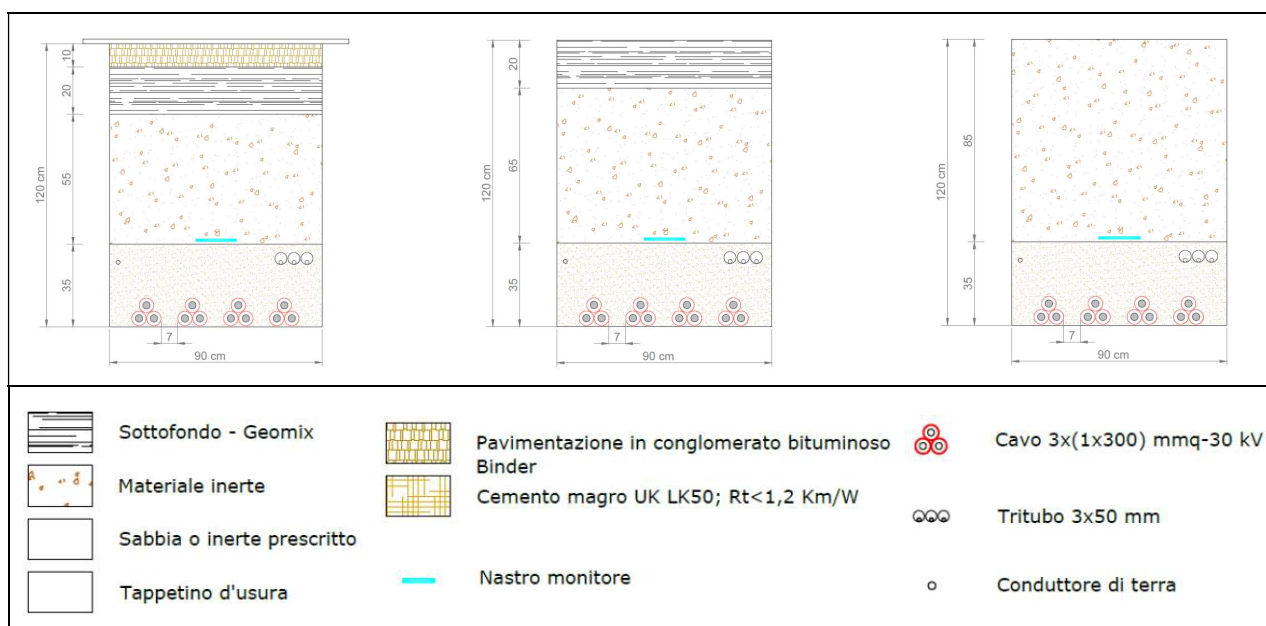 10
20
55
35
120 cm
7
90 cm
20
65
35
120 cm
7
90 cm
85
35
120 cm
7
90 cm
Sottofondo - Geomix
Materiale inerte
Sabbia o inerte prescritto
Tappetino d'usura
Pavimentazione in conglomerato bituminoso
Binder
Cemento magro UK LK50; Rt<1,2 Km/W
Nastro monitore
Cavo 3x(1x300) mmq-30 kV
Tritubo 3x50 mm
Conduttore di terra